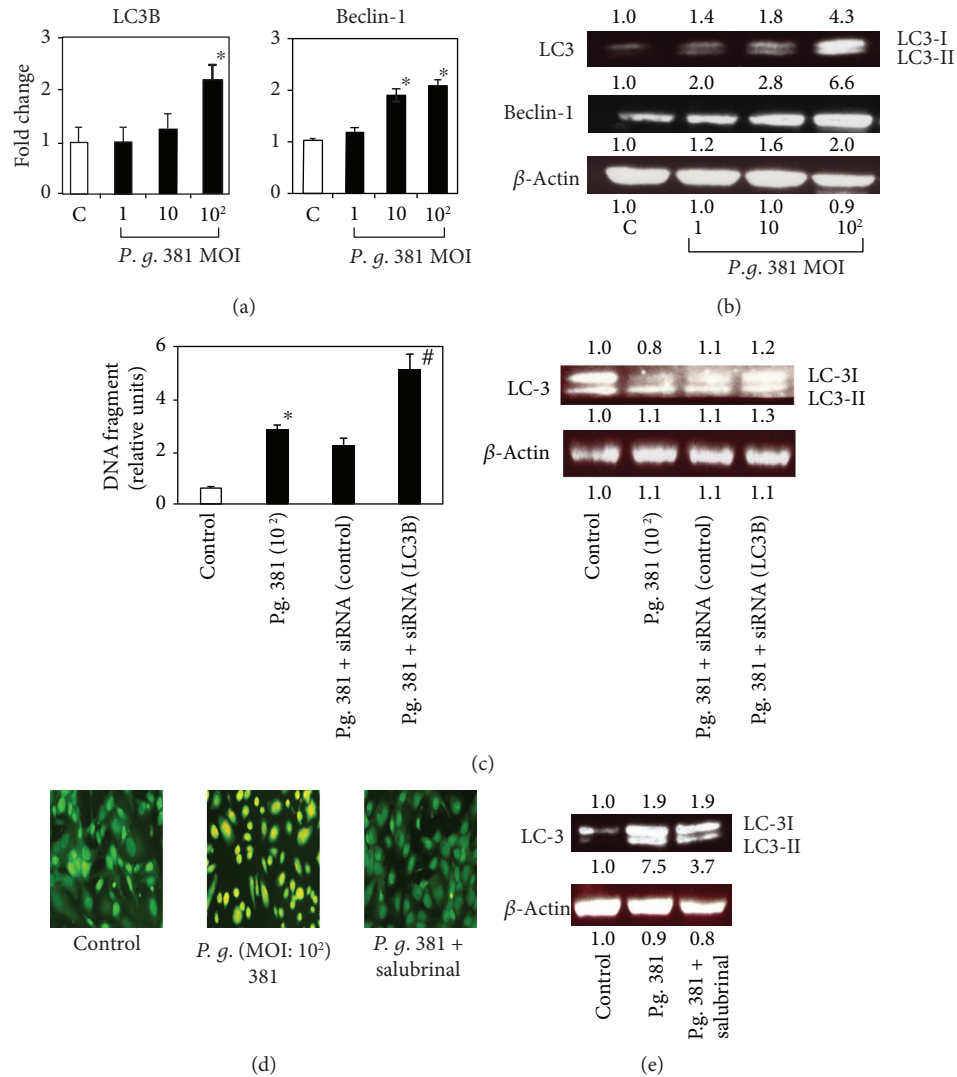 LC3B
Beclin-1
Fold change
3
2
1
0
*
C
1
10
10²
P. g. 381 MOI
3
2
1
0
*
*
C
1
10
10²
P. g. 381 MOI
(a)
1.0 1.4 1.8 4.3
LC3
LC3-I
LC3-II
1.0 2.0 2.8 6.6
Beclin-1
1.0 1.2 1.6 2.0
β-Actin
1.0 1.0 1.0 0.9
C 1 10 10²
P.g. 381 MOI
(b)
DNA fragment
(relative units)
6
4
2
0
*
#
Control
P.g. 381 (10²)
P.g. 381 + siRNA (control)
P.g. 381 + siRNA (LC3B)
1.0 0.8 1.1 1.2
LC-3
LC-3I
LC3-II
1.0 1.1 1.1 1.3
β-Actin
1.0 1.1 1.1 1.1
Control
P.g. 381 (10²)
P.g. 381 + siRNA (control)
P.g. 381 + siRNA (LC3B)
(c)
Control
P. g. (MOI: 10²)
381
P. g. 381 +
salubrinal
(d)
1.0 1.9 1.9
LC-3
LC-3I
LC3-II
1.0 7.5 3.7
β-Actin
1.0 0.9 0.8
Control
P.g. 381
P.g. 381 +
salubrinal
(e)